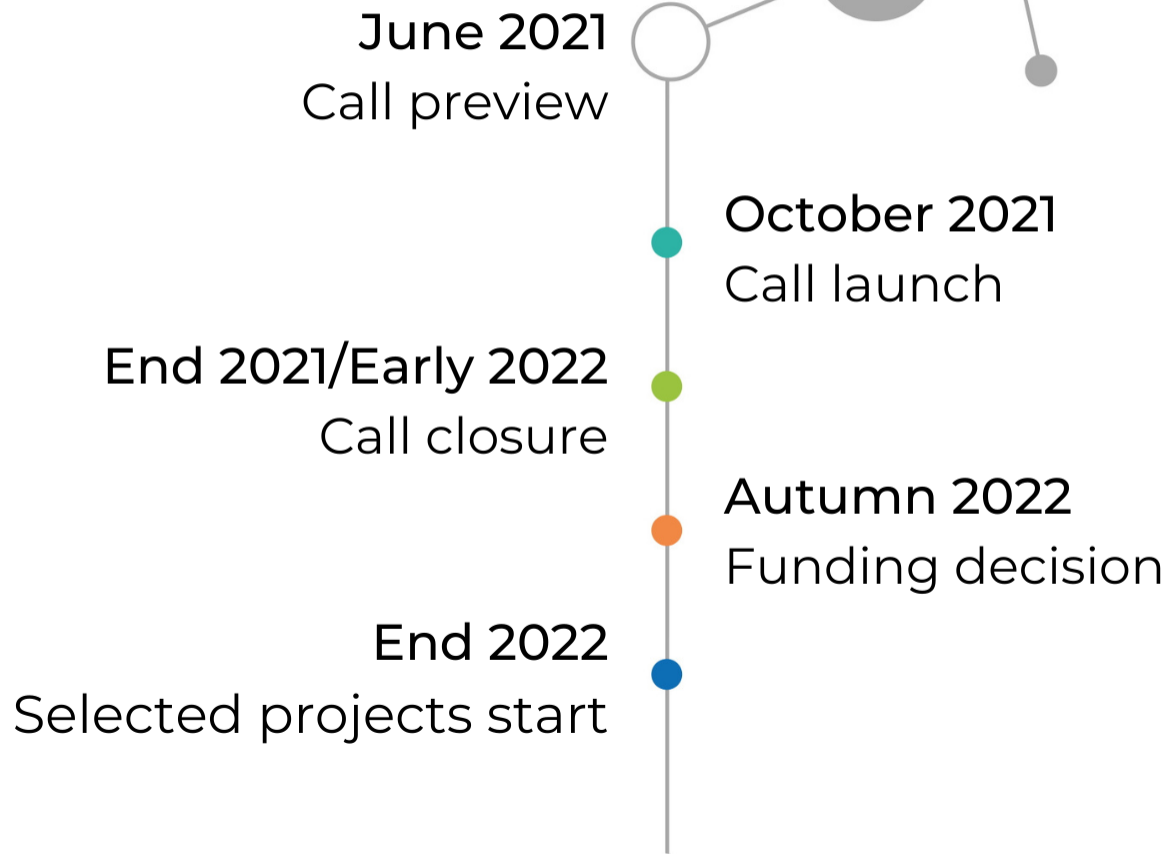 June 2021
Call preview
October 2021
Call launch
End 2021/Early 2022
Call closure
Autumn 2022
Funding decision
End 2022
Selected projects start